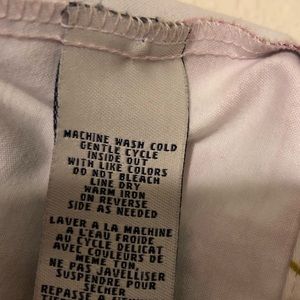 MACHINE WASH COLD
GENTLE CYCLE
INSIDE OUT
WITH LIKE COLORS
DO NOT BLEACH
LINE DRY
WARM IRON
ON REVERSE
SIDE AS NEEDED
LAVER A LA MACHINE
A L'EAU FROIDE
AU CYCLE DELICAT
AVEC COULEURS DE
MEME TON.
NE PAS JAVELLISER
SUSPENDRE POUR
SECHER
REPASSE A